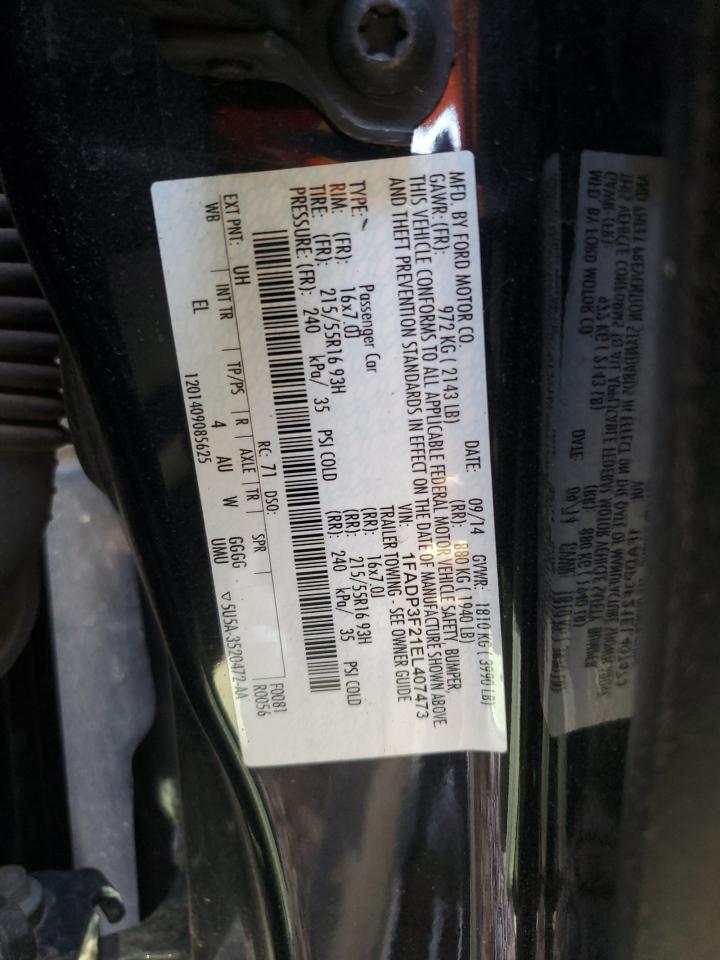 MFD. BY FORD MOTOR CO. DATE: 09/14 GVWR: 1810 KG ( 3990 LB)
GAWR: (FR): 972 KG ( 2143 LB) (RR): 880 KG ( 1940 LB)
THIS VEHICLE CONFORMS TO ALL APPLICABLE FEDERAL MOTOR VEHICLE SAFETY, BUMPER,
AND THEFT PREVENTION STANDARDS IN EFFECT ON THE DATE OF MANUFACTURE SHOWN ABOVE.
VIN: 1FADP3F21EL407473
TYPE: Passenger Car TRAILER TOWING - SEE OWNER GUIDE
RIM: (FR): 16x7.0J (RR): 16x7.0J
TIRE: (FR): 215/55R16 93H (RR): 215/55R16 93H
PRESSURE: (FR): 240 kPa/ 35 PSI COLD (RR): 240 kPa/ 35 PSI COLD
RC: 71 DSO: F0081
R0056
EXT PNT: UH
WB INT TR TP/PS R AXLE TR SPR
EL 4 AU W GGGG
UMU
1201409085625 5U5A-3520472-AA